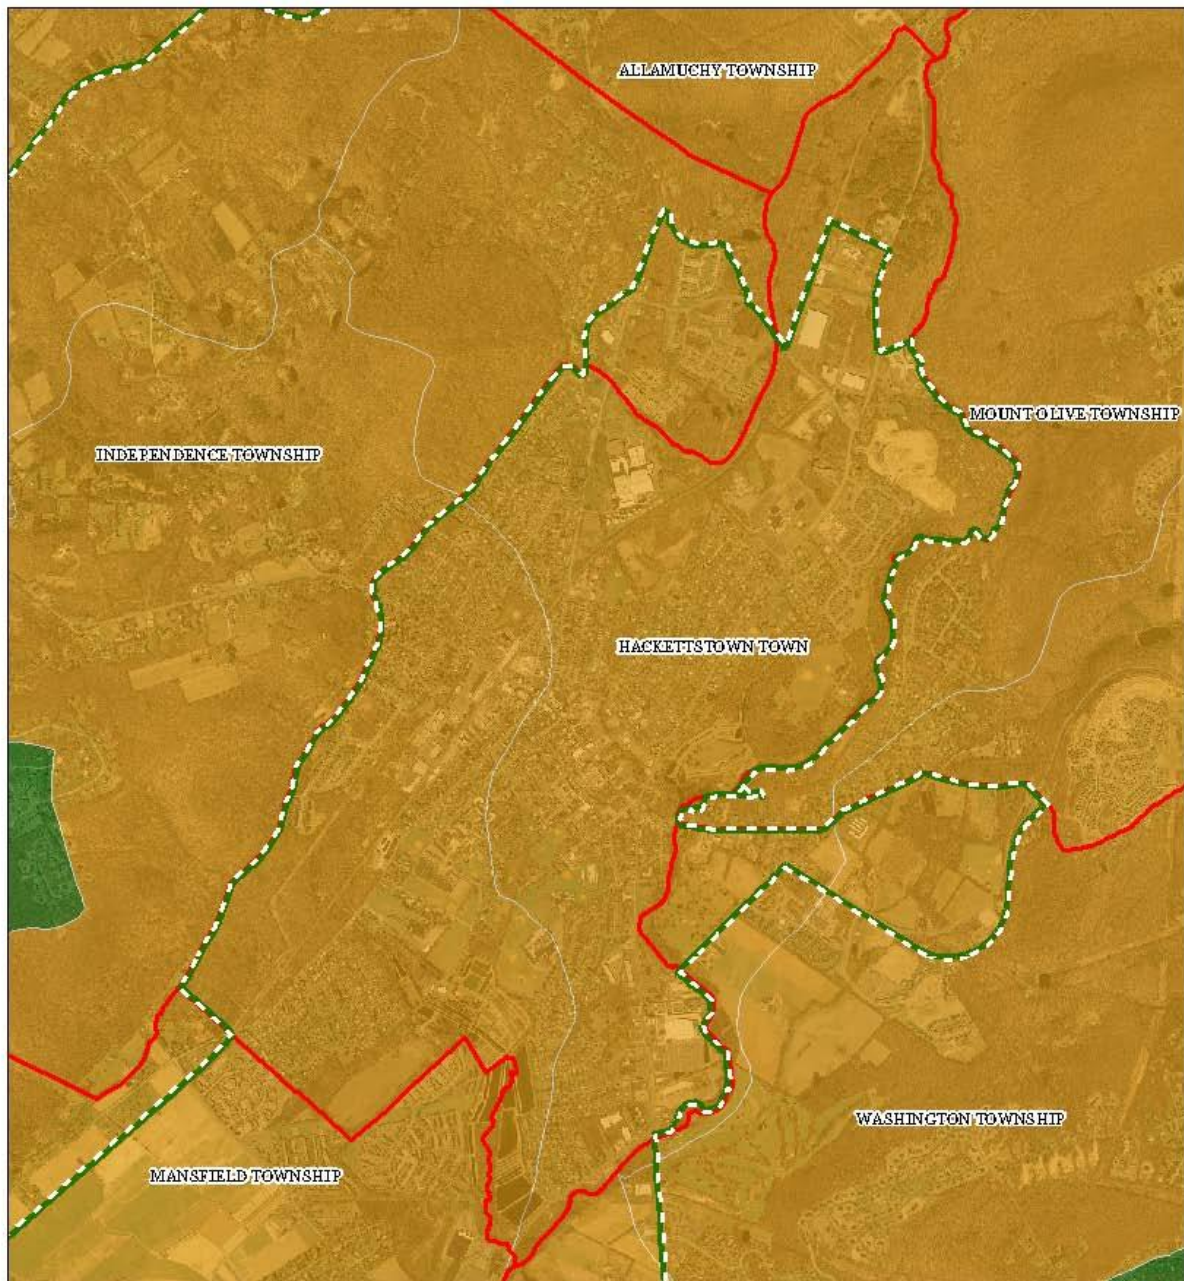 ALLAMUCHY TOWNSHIP
MOUNT OLIVE TOWNSHIP
INDEPENDENCE TOWNSHIP
HACKETTSTOWN TOWN
WASHINGTON TOWNSHIP
MANSFIELD TOWNSHIP